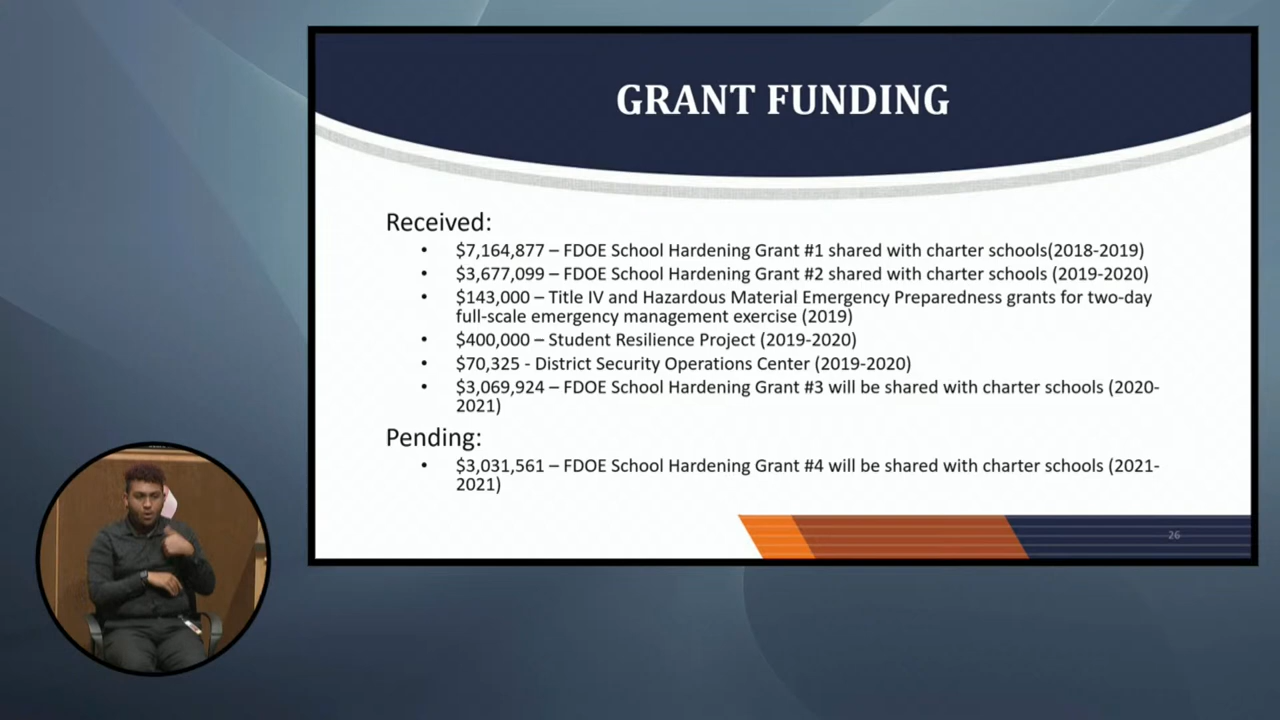 GRANT FUNDING
Received:
• $7,164,877 – FDOE School Hardening Grant #1 shared with charter schools(2018-2019)
• $3,677,099 – FDOE School Hardening Grant #2 shared with charter schools (2019-2020)
• $143,000 – Title IV and Hazardous Material Emergency Preparedness grants for two-day
full-scale emergency management exercise (2019)
• $400,000 – Student Resilience Project (2019-2020)
• $70,325 - District Security Operations Center (2019-2020)
• $3,069,924 – FDOE School Hardening Grant #3 will be shared with charter schools (2020-
2021)
Pending:
• $3,031,561 – FDOE School Hardening Grant #4 will be shared with charter schools (2021-
2021)
26